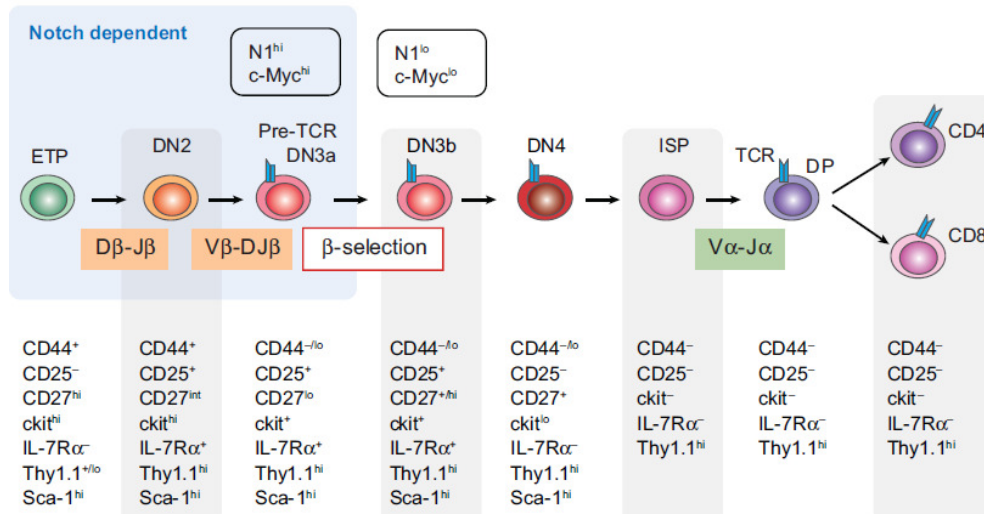 Notch dependent
N1hi
c-Mychi
N1lo
c-Myclo
ETP
DN2
Pre-TCR
DN3a
DN3b
DN4
ISP
TCR
DP
CD4
CD8
Dβ-Jβ
Vβ-DJβ
β-selection
Vα-Jα
CD44+
CD25–
CD27hi
ckithi
IL-7Rα–
Thy1.1+/lo
Sca-1hi
CD44+
CD25+
CD27int
ckithi
IL-7Rα+
Thy1.1hi
Sca-1hi
CD44–/lo
CD25+
CD27lo
ckit+
IL-7Rα+
Thy1.1hi
Sca-1hi
CD44–/lo
CD25+
CD27+/hi
ckit+
IL-7Rα+
Thy1.1hi
Sca-1hi
CD44–/lo
CD25–
CD27+
ckitlo
IL-7Rα–
Thy1.1hi
Sca-1hi
CD44–
CD25–
ckit–
IL-7Rα–
Thy1.1hi
CD44–
CD25–
ckit–
IL-7Rα–
Thy1.1hi
CD44–
CD25–
ckit–
IL-7Rα–
Thy1.1hi